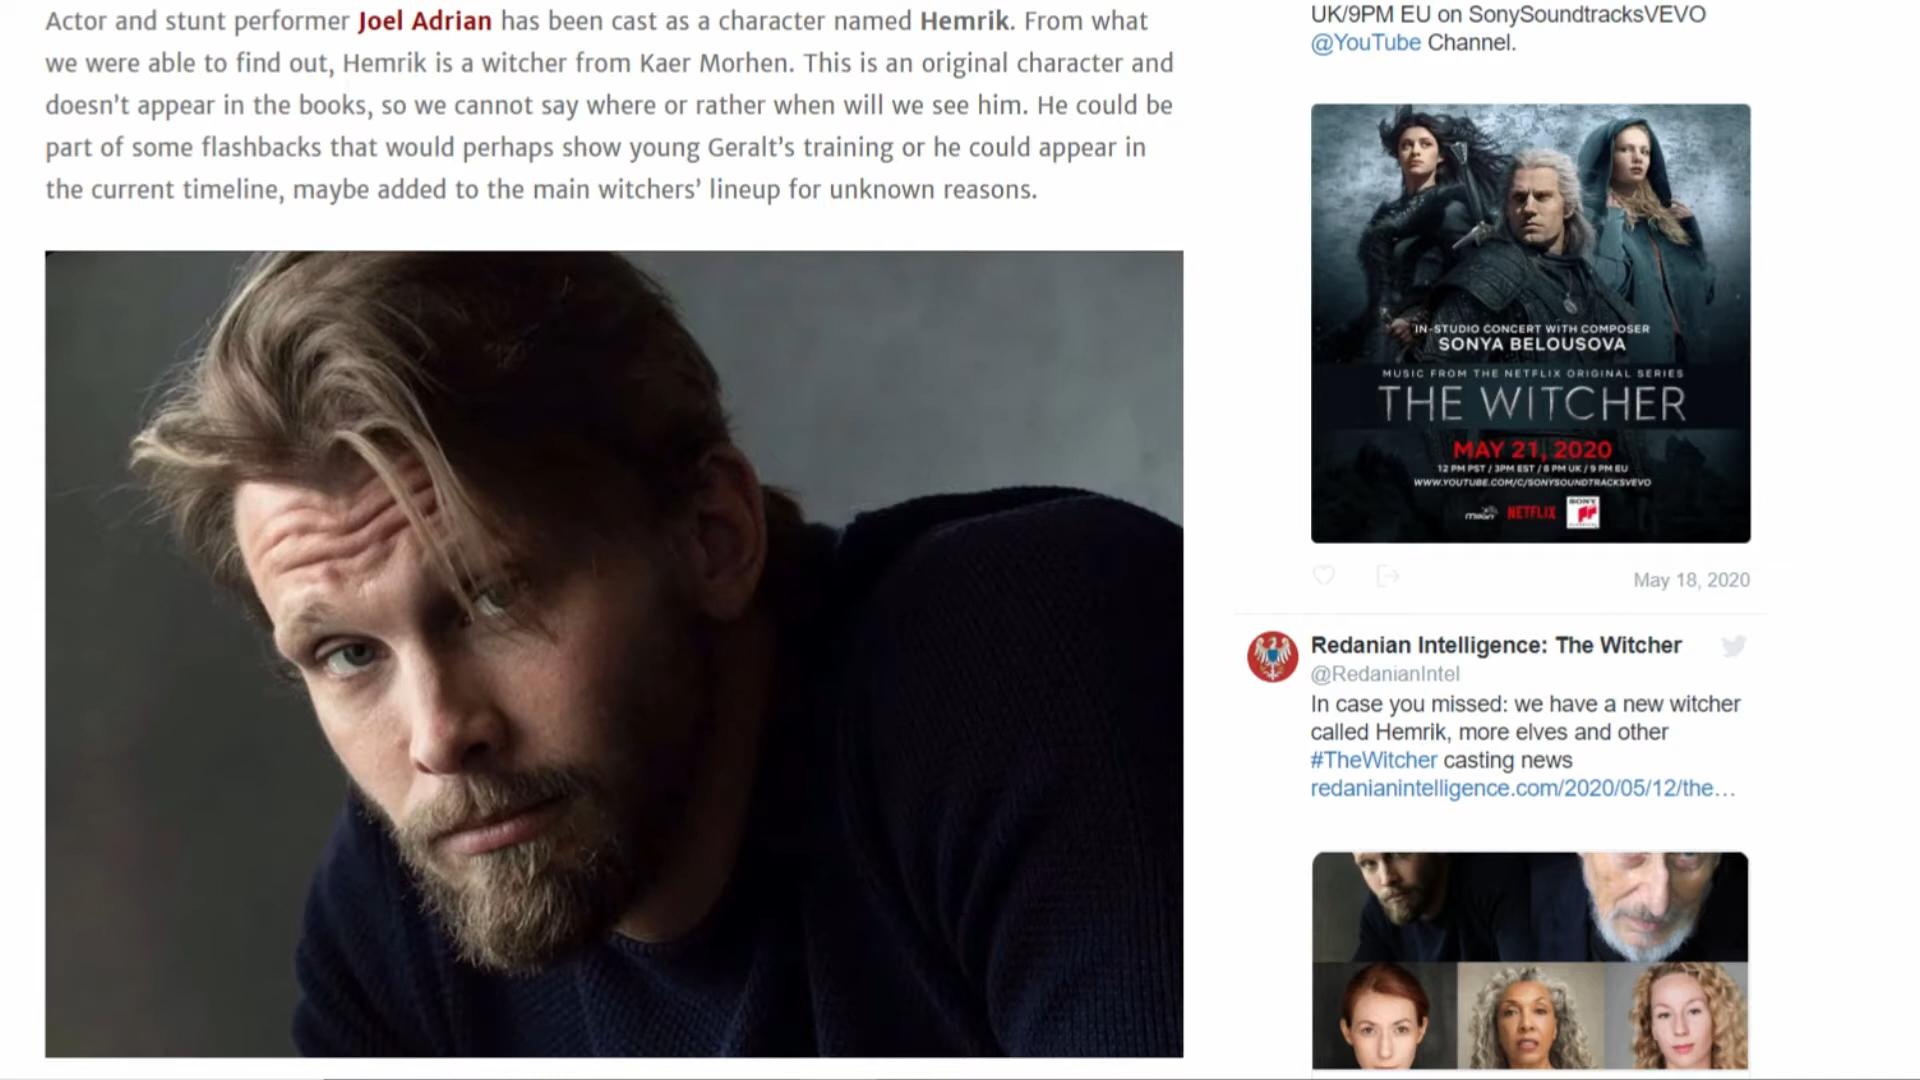 Actor and stunt performer Joel Adrian has been cast as a character named Hemrik. From what
we were able to find out, Hemrik is a witcher from Kaer Morhen. This is an original character and
doesn’t appear in the books, so we cannot say where or rather when will we see him. He could be
part of some flashbacks that would perhaps show young Geralt’s training or he could appear in
the current timeline, maybe added to the main witchers’ lineup for unknown reasons.
UK/9PM EU on SonySoundtracksVEVO
@YouTube Channel.
IN-STUDIO CONCERT WITH COMPOSER
SONYA BELOUSOVA
MUSIC FROM THE NETFLIX ORIGINAL SERIES
THE WITCHER
MAY 21, 2020
12 PM PST / 3PM EST / 8 PM UK / 9 PM EU
WWW.YOUTUBE.COM/C/SONYSOUNDTRACKSVEVO
milan NETFLIX SONY
May 18, 2020
Redanian Intelligence: The Witcher
@RedanianIntel
In case you missed: we have a new witcher
called Hemrik, more elves and other
#TheWitcher casting news
redanianintelligence.com/2020/05/12/the…